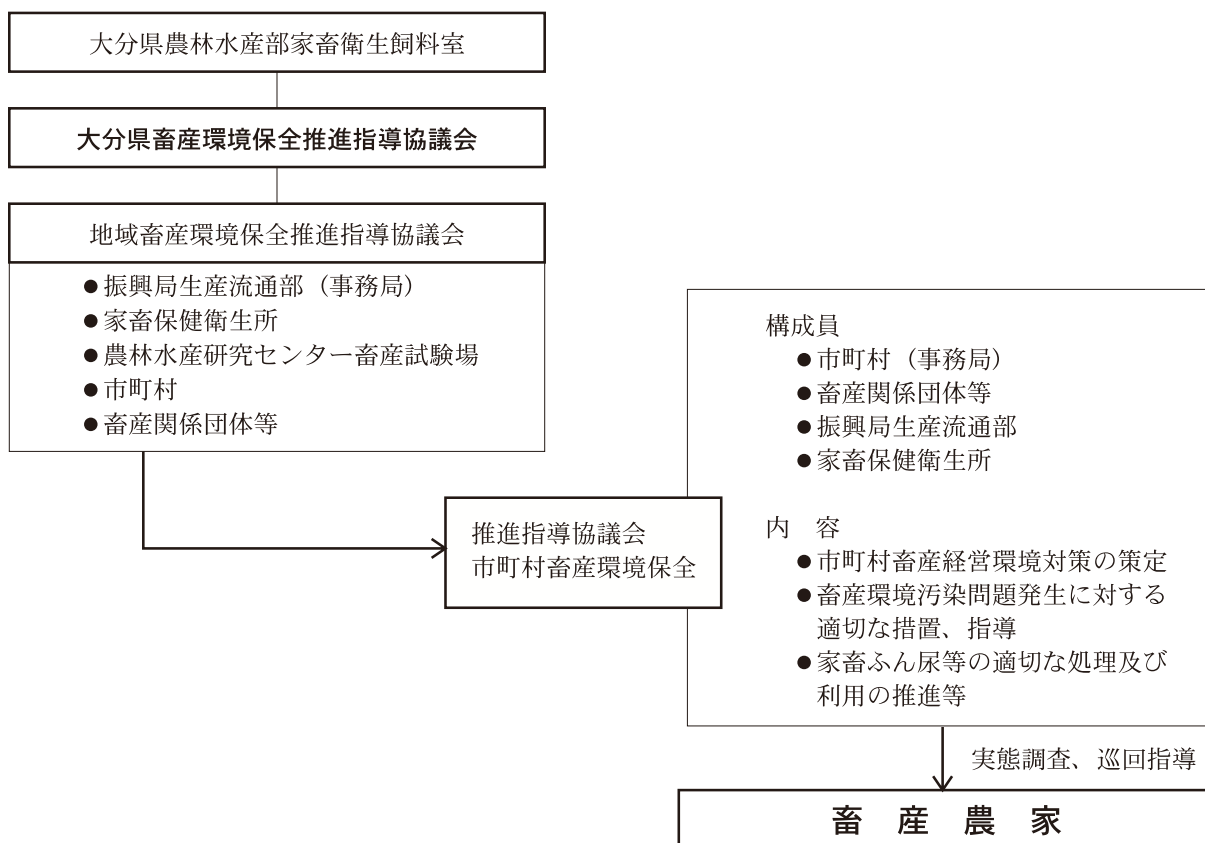 大分県農林水産部家畜衛生飼料室
大分県畜産環境保全推進指導協議会
地域畜産環境保全推進指導協議会
●振興局生産流通部（事務局）
●家畜保健衛生所
●農林水産研究センター畜産試験場
●市町村
●畜産関係団体等
推進指導協議会
市町村畜産環境保全
構成員
●市町村（事務局）
●畜産関係団体等
●振興局生産流通部
●家畜保健衛生所
内　容
●市町村畜産経営環境対策の策定
●畜産環境汚染問題発生に対する
適切な措置、指導
●家畜ふん尿等の適切な処理及び
利用の推進等
実態調査、巡回指導
畜　産　農　家